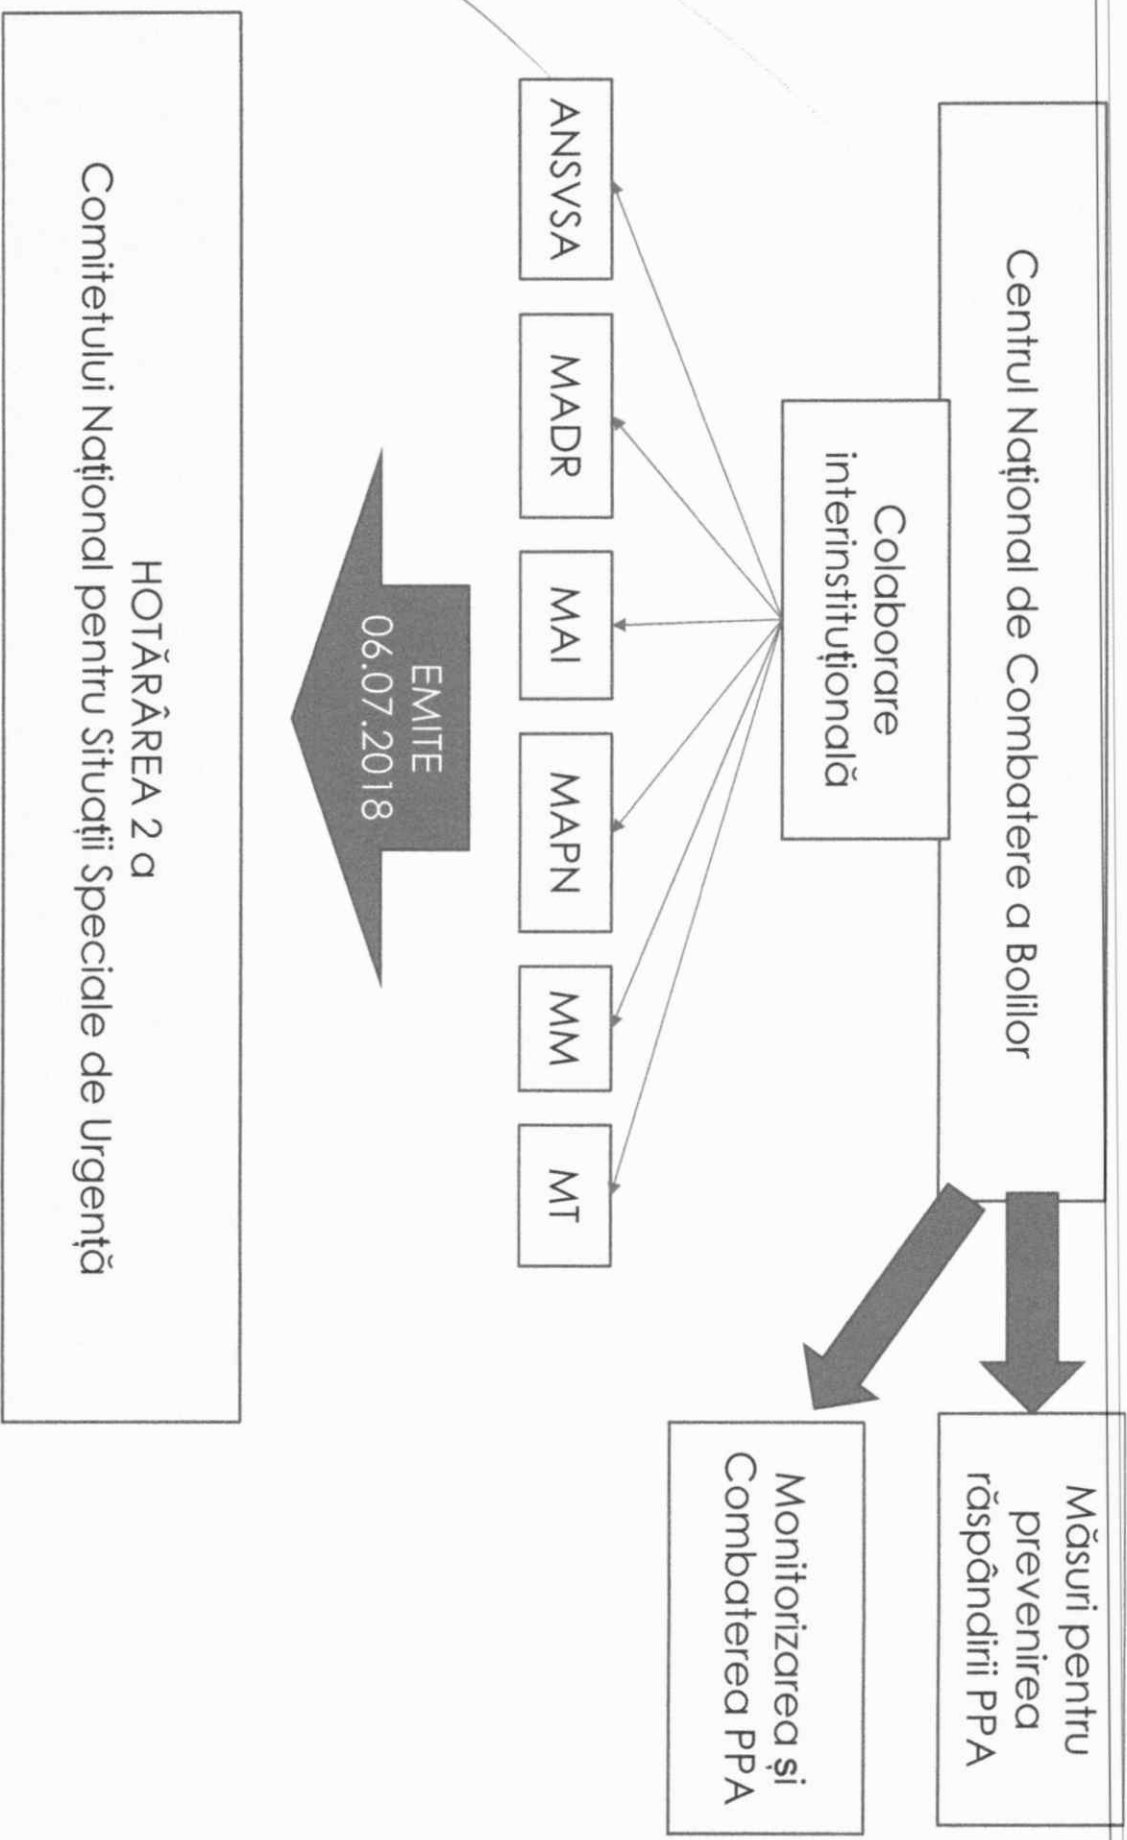 Centrul Național de Combatere a Bolilor
Măsuri pentru
prevenirea
răspândirii PPA
Colaborare
interinstituțională
Monitorizarea și
Combaterea PPA
ANSVSA
MADR
MAI
MAPN
MM
MT
EMITE
06.07.2018
HOTĂRÂREA 2 a
Comitetului Național pentru Situații Speciale de Urgență